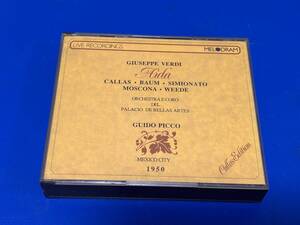 LIVE RECORDINGS
MELODRAM
GIUSEPPE VERDI
Aida
CALLAS • BAUM • SIMIONATO
MOSCONA • WEEDE
ORCHESTRA E CORO
DEL
PALACIO DE BELLAS ARTES
GUIDO PICCO
MEXICO CITY
1950
Callas Edition